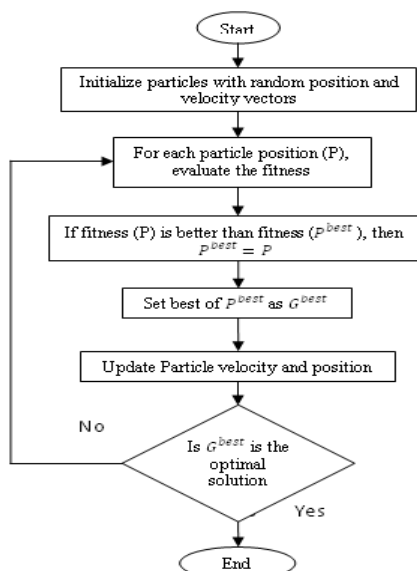 Start
Initialize particles with random position and
velocity vectors
For each particle position (P),
evaluate the fitness
If fitness (P) is better than fitness (P^best), then
P^best = P
Set best of P^best as G^best
Update Particle velocity and position
No
Is G^best is the
optimal
solution
Yes
End